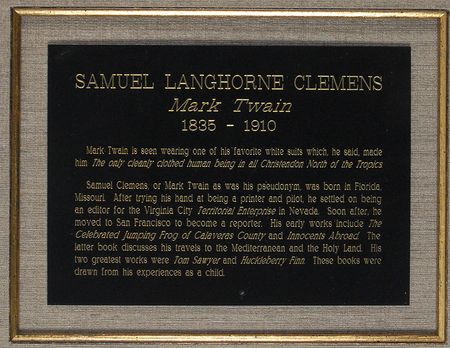 SAMUEL LANGHORNE CLEMENS
Mark Twain
1835 - 1910
Mark Twain is seen wearing one of his favorite white suits which, he said, made
him The only cleanly clothed human being in all Christendon North of the Tropics
Samuel Clemens, or Mark Twain as was his pseudonym, was born in Florida,
Missouri. After trying his hand at being a printer and pilot, he settled on being
an editor for the Virginia City Territorial Enterprise in Nevada. Soon after, he
moved to San Francisco to become a reporter. His early works include The
Celebrated Jumping Frog of Calaveras County and Innocents Abroad. The
latter book discusses his travels to the Mediterranean and the Holy Land. His
two greatest works were Tom Sawyer and Huckleberry Finn. These books were
drawn from his experiences as a child.